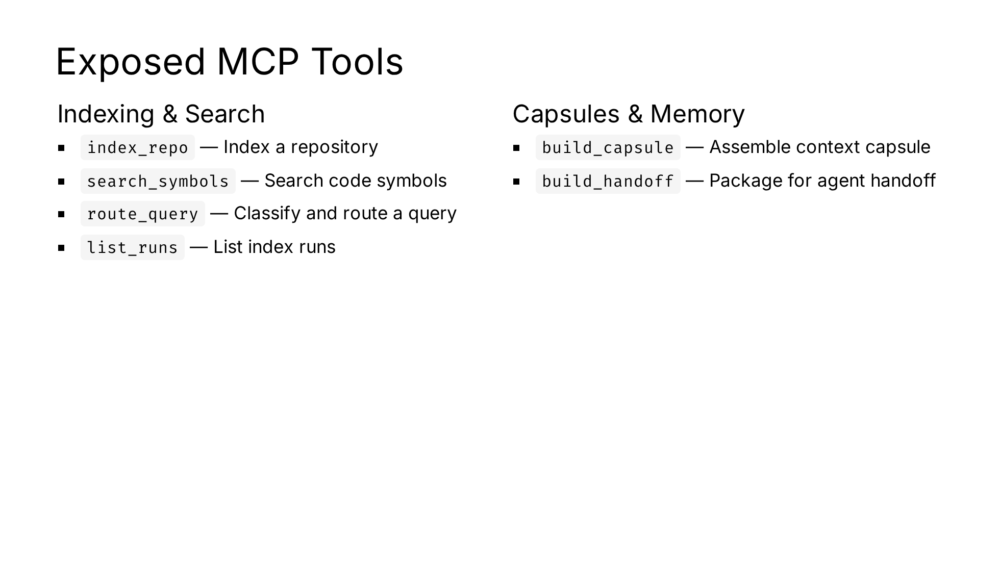 Exposed MCP Tools
Indexing & Search
index_repo — Index a repository
search_symbols — Search code symbols
route_query — Classify and route a query
list_runs — List index runs
Capsules & Memory
build_capsule — Assemble context capsule
build_handoff — Package for agent handoff